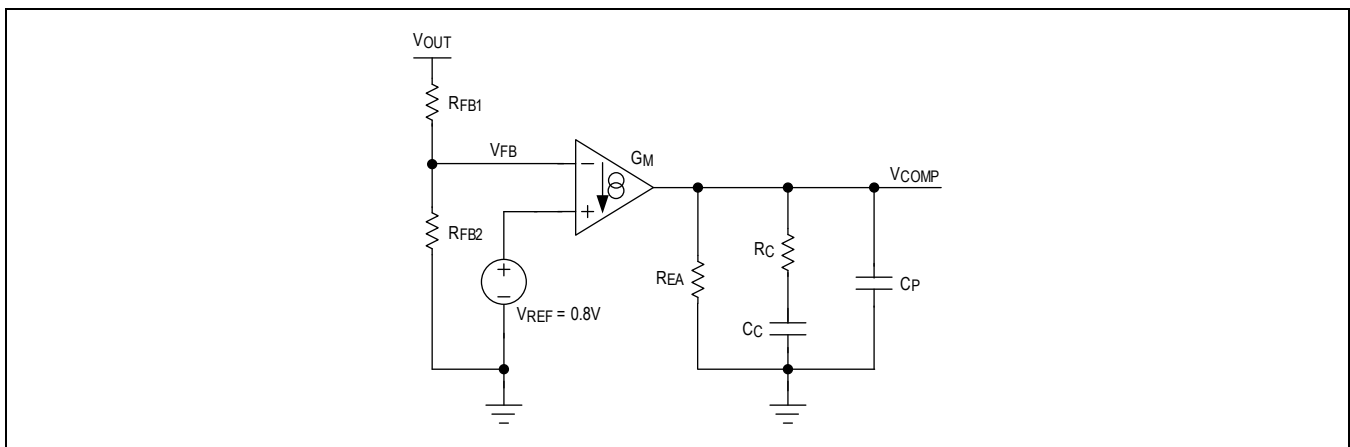 VOUT
RFB1
VFB
GM
VCOMP
−
+
RFB2
REA
RC
CP
+
−
VREF = 0.8V
CC